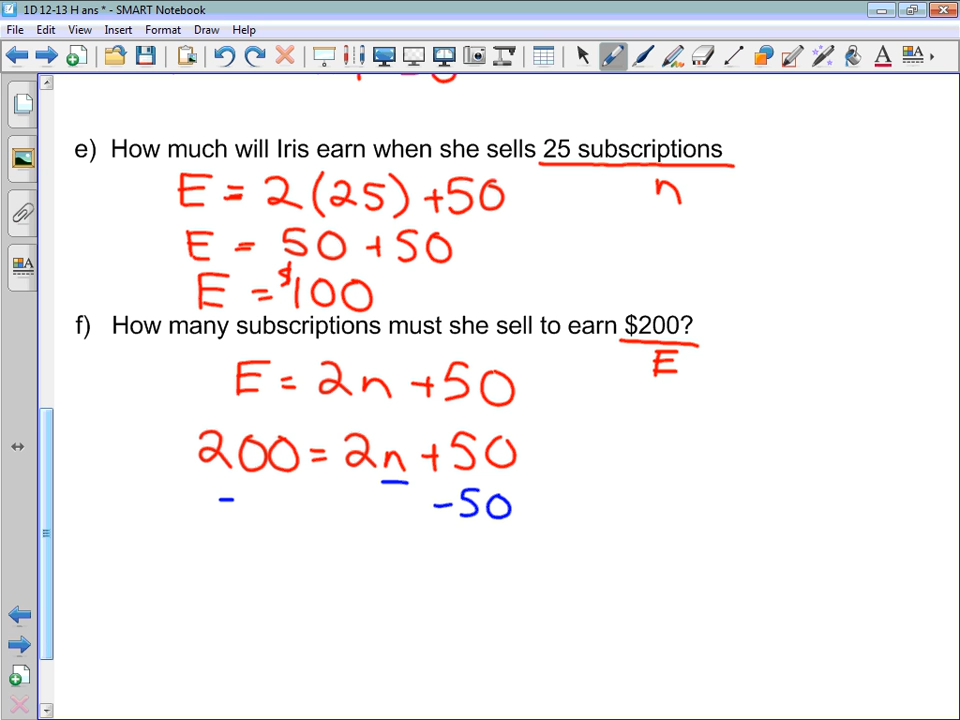 1D 12-13 H ans * - SMART Notebook
File Edit View Insert Format Draw Help
e) How much will Iris earn when she sells 25 subscriptions
n
E = 2(25) +50
E = 50 +50
E = $100
f) How many subscriptions must she sell to earn $200?
E
E = 2n +50
200 = 2n +50
- -50